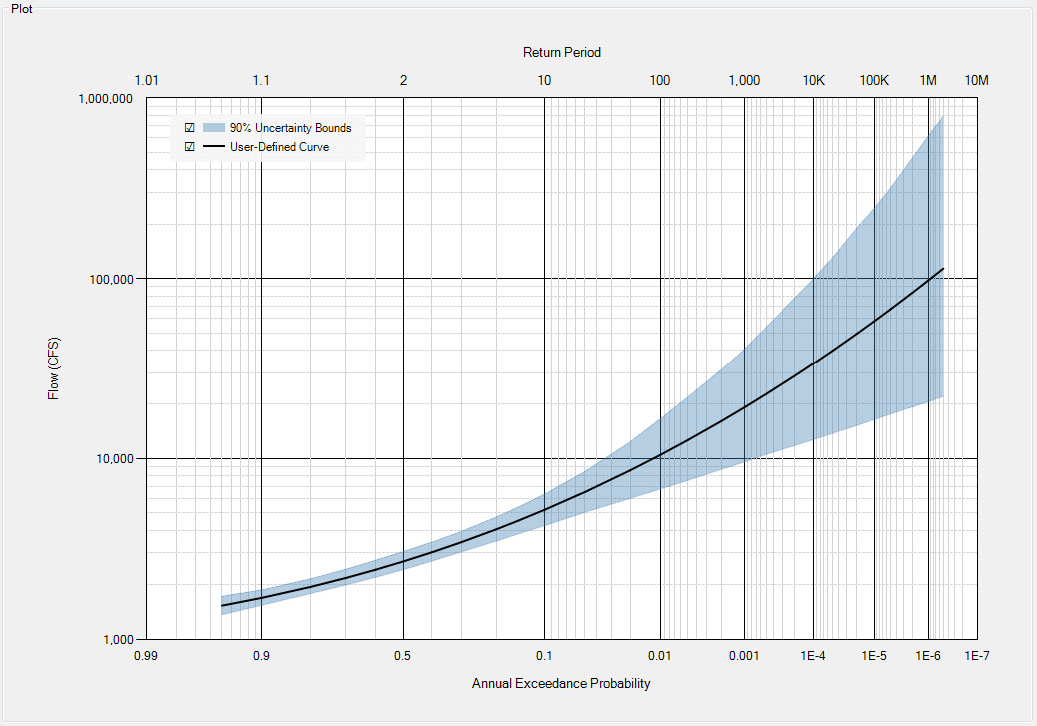 Plot
Return Period
1.01 1.1 2 10 100 1,000 10K 100K 1M 10M
1,000,000
☑ 90% Uncertainty Bounds
☑ User-Defined Curve
100,000
Flow (CFS)
10,000
1,000
0.99 0.9 0.5 0.1 0.01 0.001 1E-4 1E-5 1E-6 1E-7
Annual Exceedance Probability